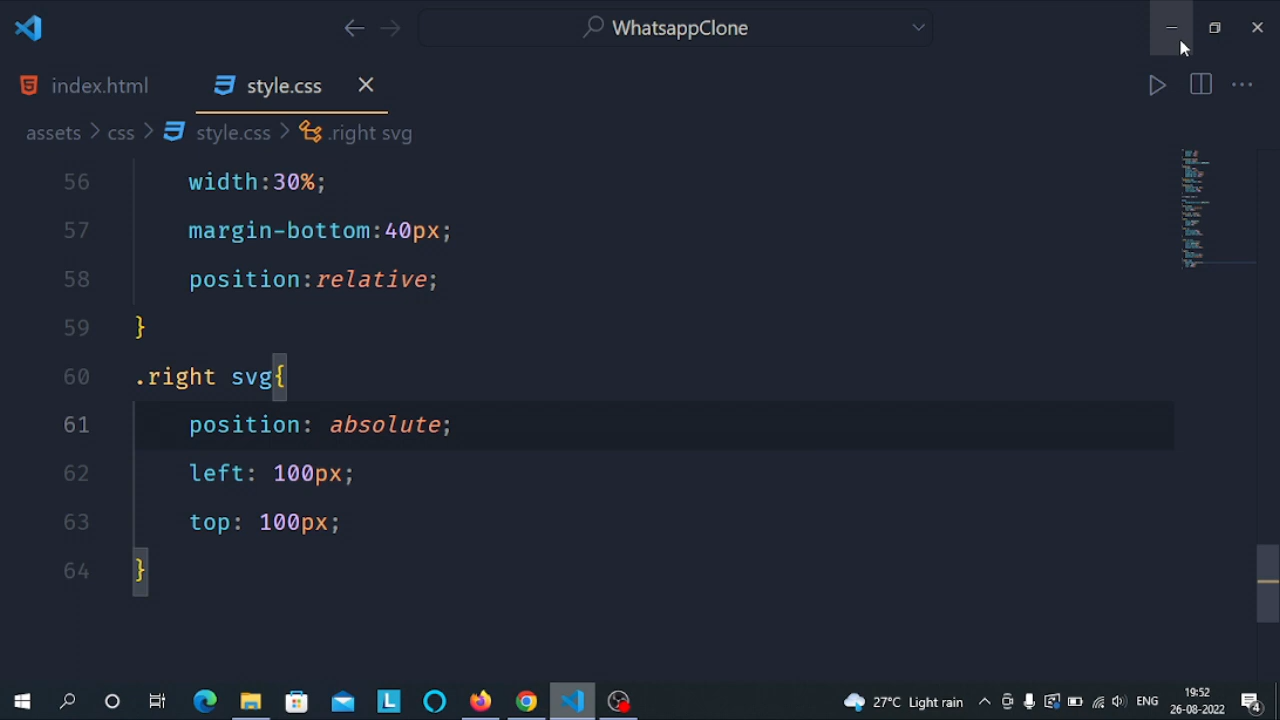 WhatsappClone
index.html
style.css
assets > css > style.css > .right svg
56 width:30%;
57 margin-bottom:40px;
58 position:relative;
59 }
60 .right svg{
61 position: absolute;
62 left: 100px;
63 top: 100px;
64 }
27°C Light rain
ENG
19:52
26-08-2022
4